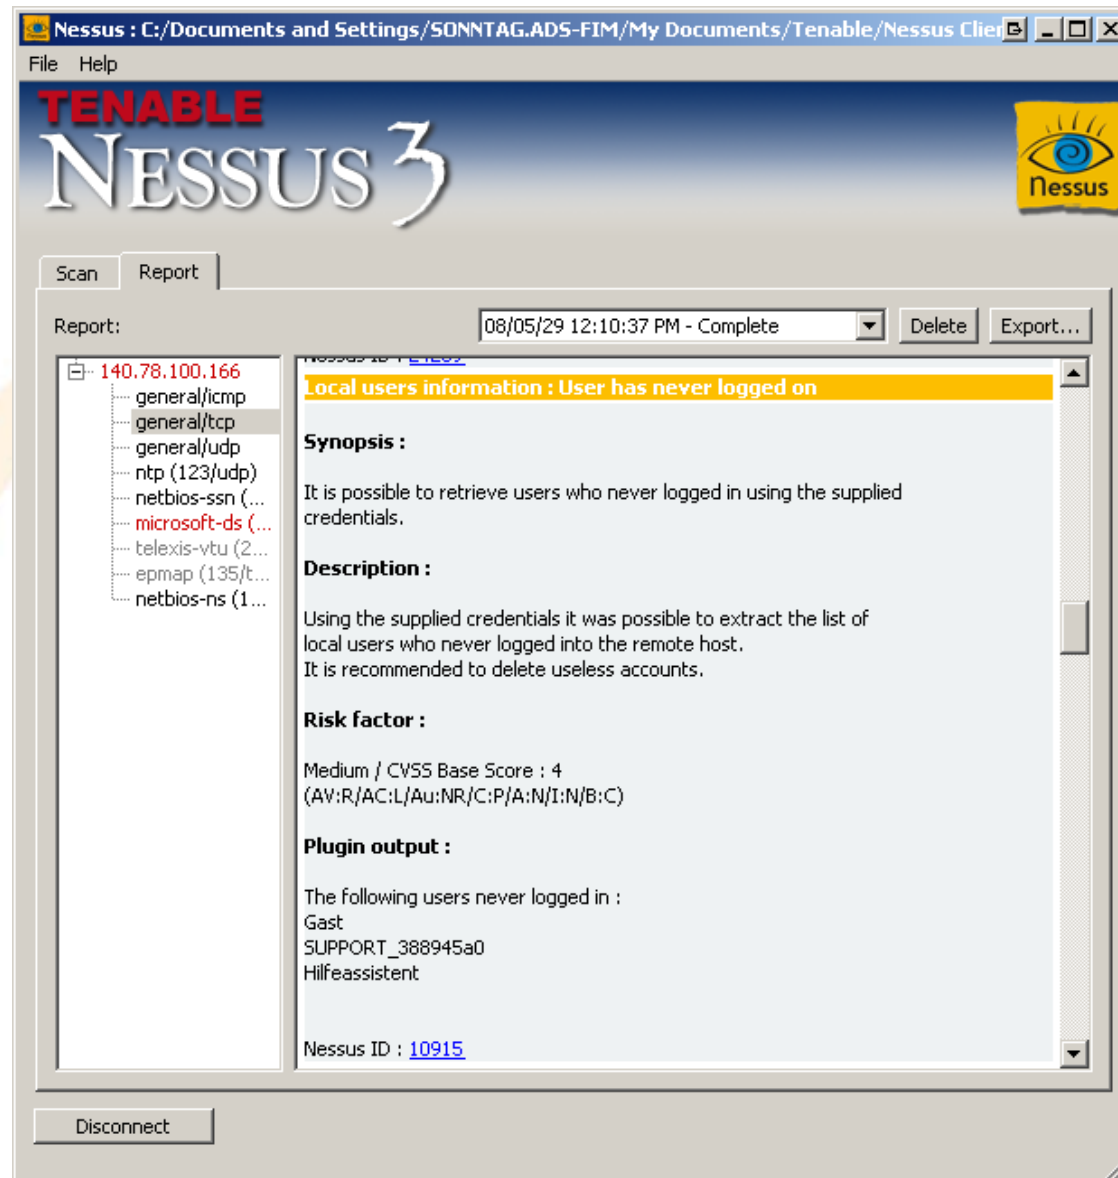 Nessus : C:/Documents and Settings/SONNTAG.ADS-FIM/My Documents/Tenable/Nessus Clien
File Help
TENABLE
NESSUS 3
Nessus
Scan Report
Report:
08/05/29 12:10:37 PM - Complete
Delete
Export...
140.78.100.166
general/icmp
general/tcp
general/udp
ntp (123/udp)
netbios-ssn (...
microsoft-ds (...
telexis-vtu (2...
epmap (135/t...
netbios-ns (1...
Local users information : User has never logged on
Synopsis :
It is possible to retrieve users who never logged in using the supplied
credentials.
Description :
Using the supplied credentials it was possible to extract the list of
local users who never logged into the remote host.
It is recommended to delete useless accounts.
Risk factor :
Medium / CVSS Base Score : 4
(AV:R/AC:L/Au:NR/C:P/A:N/I:N/B:C)
Plugin output :
The following users never logged in :
Gast
SUPPORT_388945a0
Hilfeassistent
Nessus ID : 10915
Disconnect